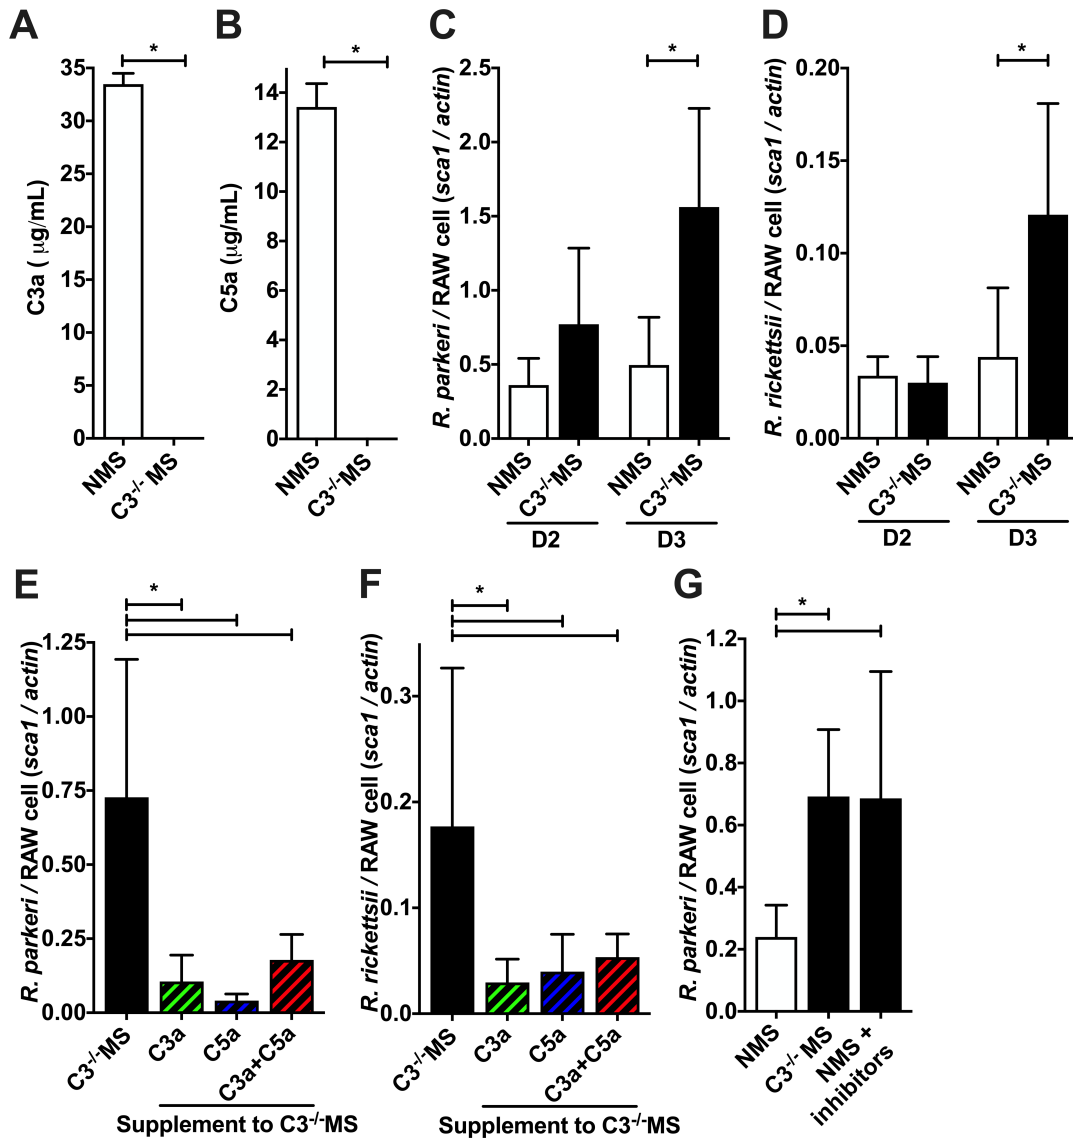 A
B
C
D
*
*
*
*
C3a ( μg/mL)
35
33
25
20
15
10
5
0
NMS
C3-/- MS
C5a (μg/mL)
14
12
10
8
6
4
2
0
NMS
C3-/-MS
R. parkeri / RAW cell (sca1 / actin)
2.5
2.0
1.5
1.0
0.5
0.0
NMS
C3-/-MS
NMS
C3-/-MS
D2
D3
R. rickettsii / RAW cell (sca1 / actin)
0.20
0.15
0.10
0.05
0.00
NMS
C3-/-MS
NMS
C3-/-MS
D2
D3
E
F
G
*
*
*
R. parkeri / RAW cell (sca1 / actin)
1.25
1.00
0.75
0.50
0.25
0.00
C3-/-MS
C3a
C5a
C3a+C5a
Supplement to C3-/-MS
R. rickettsii / RAW cell (sca1 / actin)
0.3
0.2
0.1
0.0
C3-/-MS
C3a
C5a
C3a+C5a
Supplement to C3-/-MS
R. parkeri / RAW cell (sca1 / actin)
1.2
1.0
0.8
0.6
0.4
0.2
0.0
NMS
C3-/- MS
NMS +
inhibitors